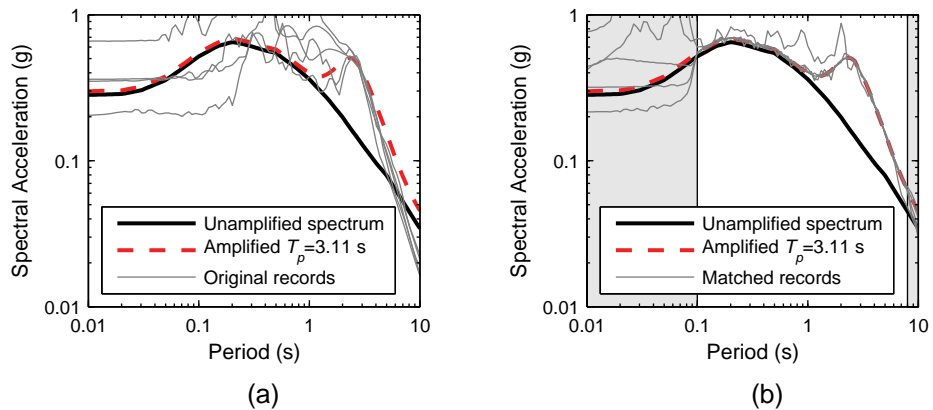 1
0.1
0.01
0.01
0.1
1
10
Spectral Acceleration (g)
Period (s)
Unamplified spectrum
Amplified T_p=3.11 s
Original records
(a)
1
0.1
0.01
0.01
0.1
1
10
Spectral Acceleration (g)
Period (s)
Unamplified spectrum
Amplified T_p=3.11 s
Matched records
(b)